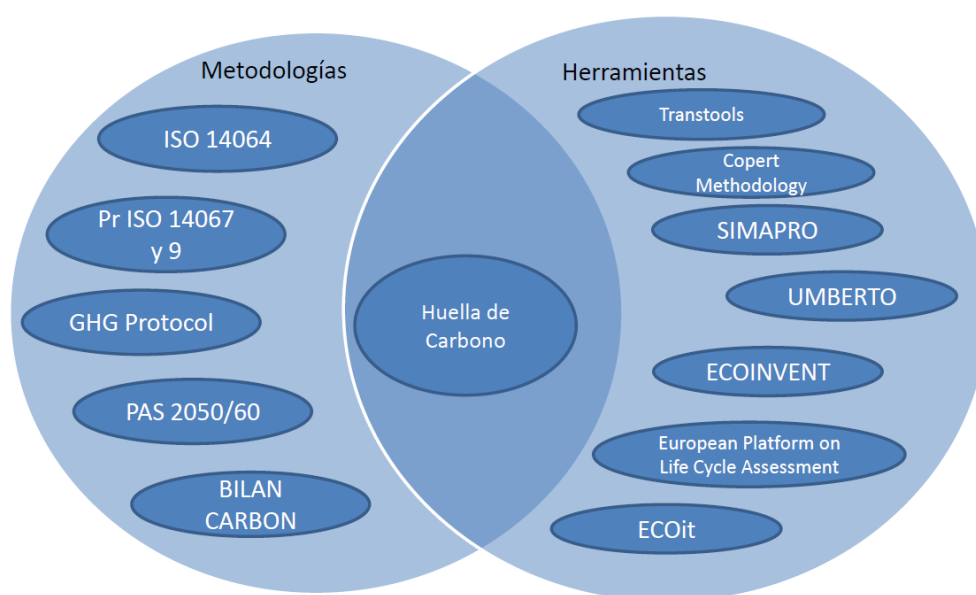 Metodologías
ISO 14064
Pr ISO 14067
y 9
GHG Protocol
PAS 2050/60
BILAN
CARBON
Huella de
Carbono
Herramientas
Transtools
Copert
Methodology
SIMAPRO
UMBERTO
ECOINVENT
European Platform on
Life Cycle Assessment
ECOit